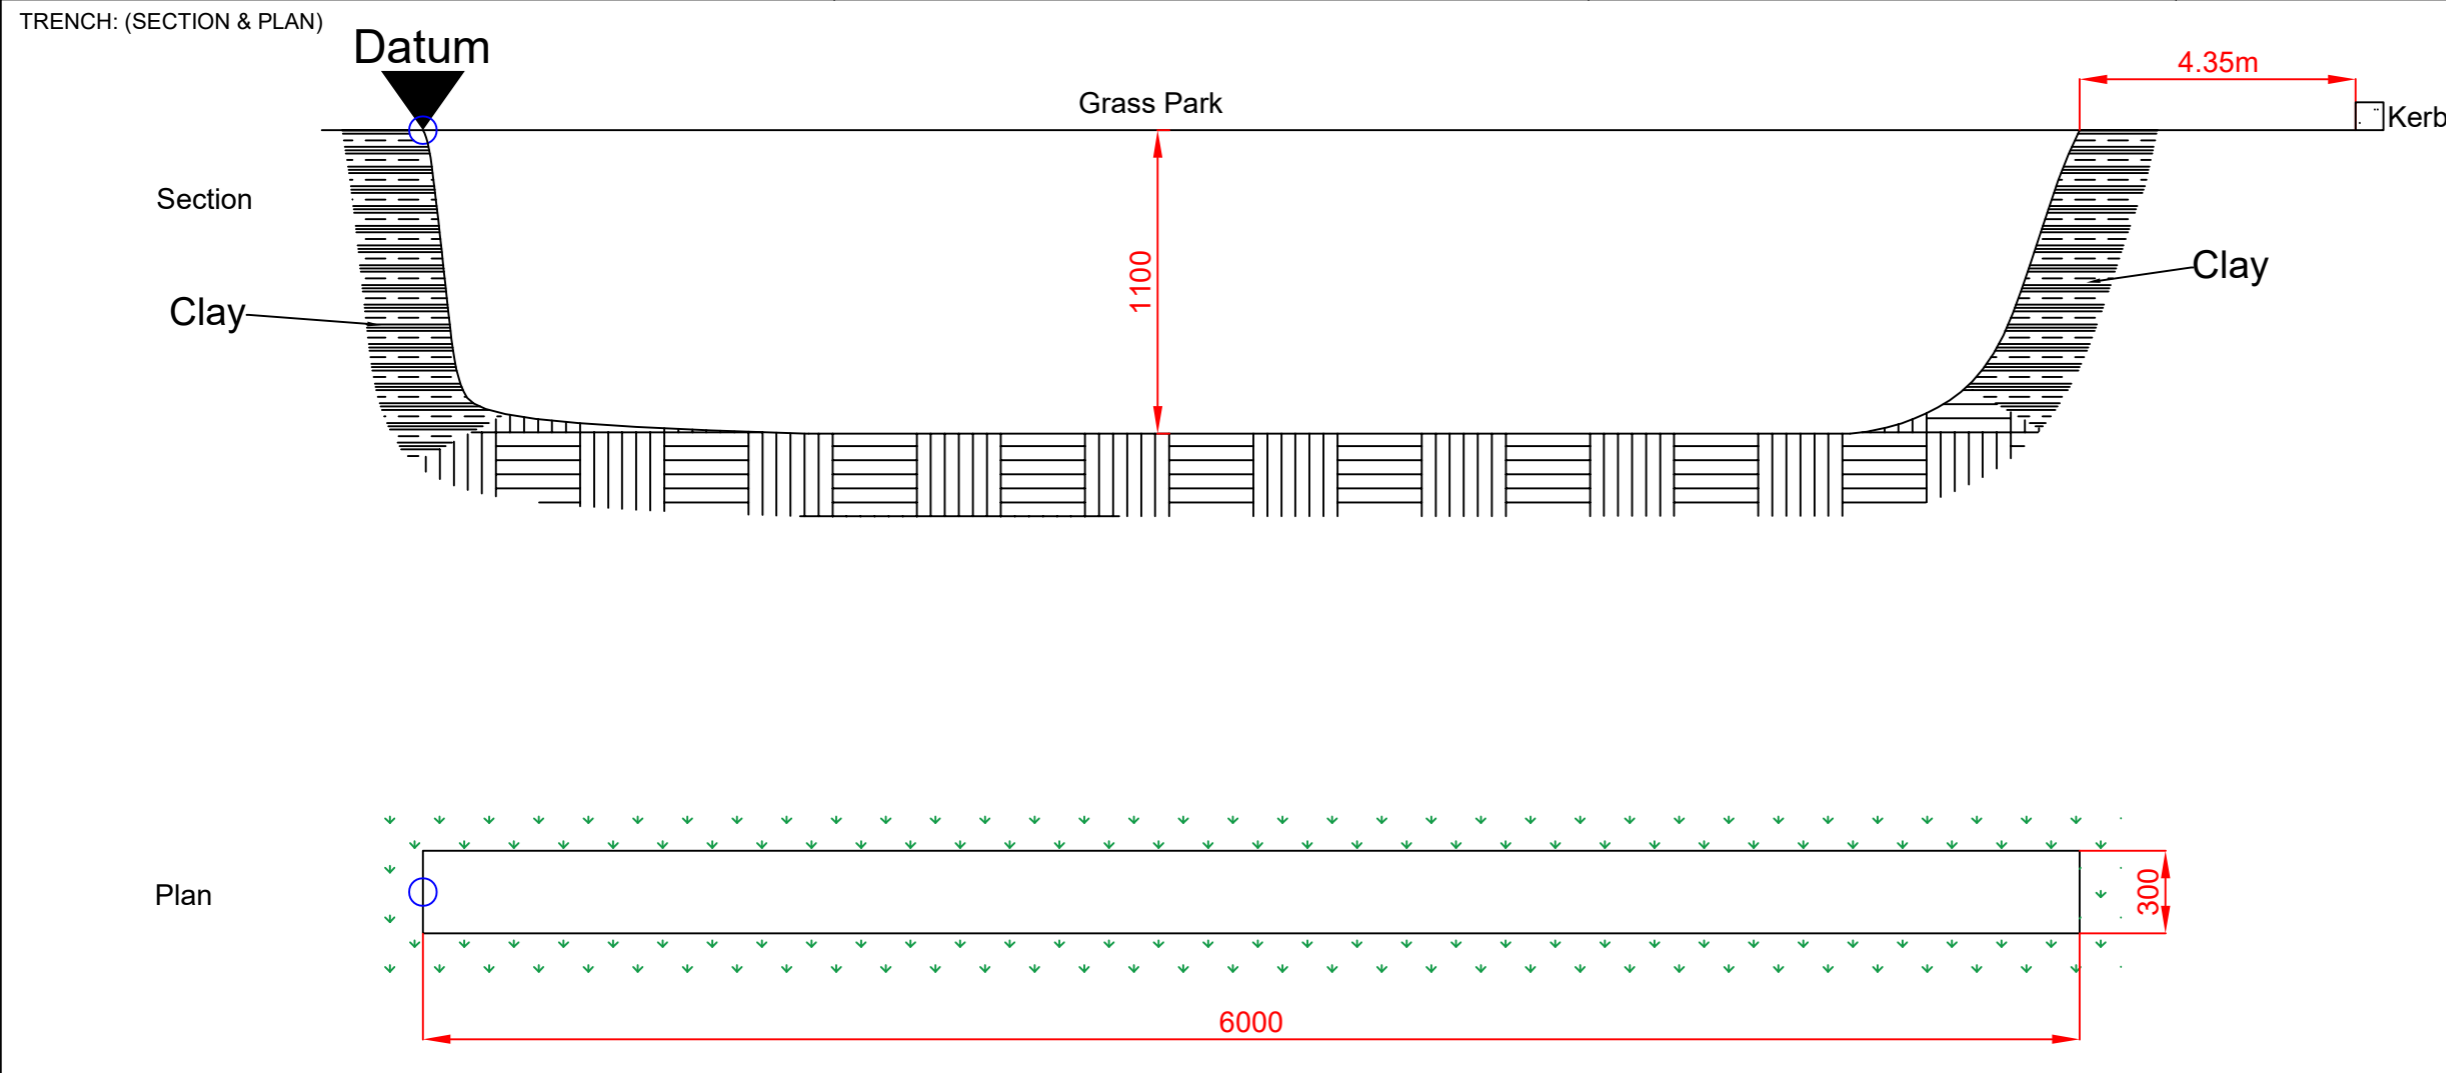 TRENCH: (SECTION & PLAN)
Datum
4.35m
Grass Park
Kerb
Section
1100
Clay
Clay
Plan
300
6000